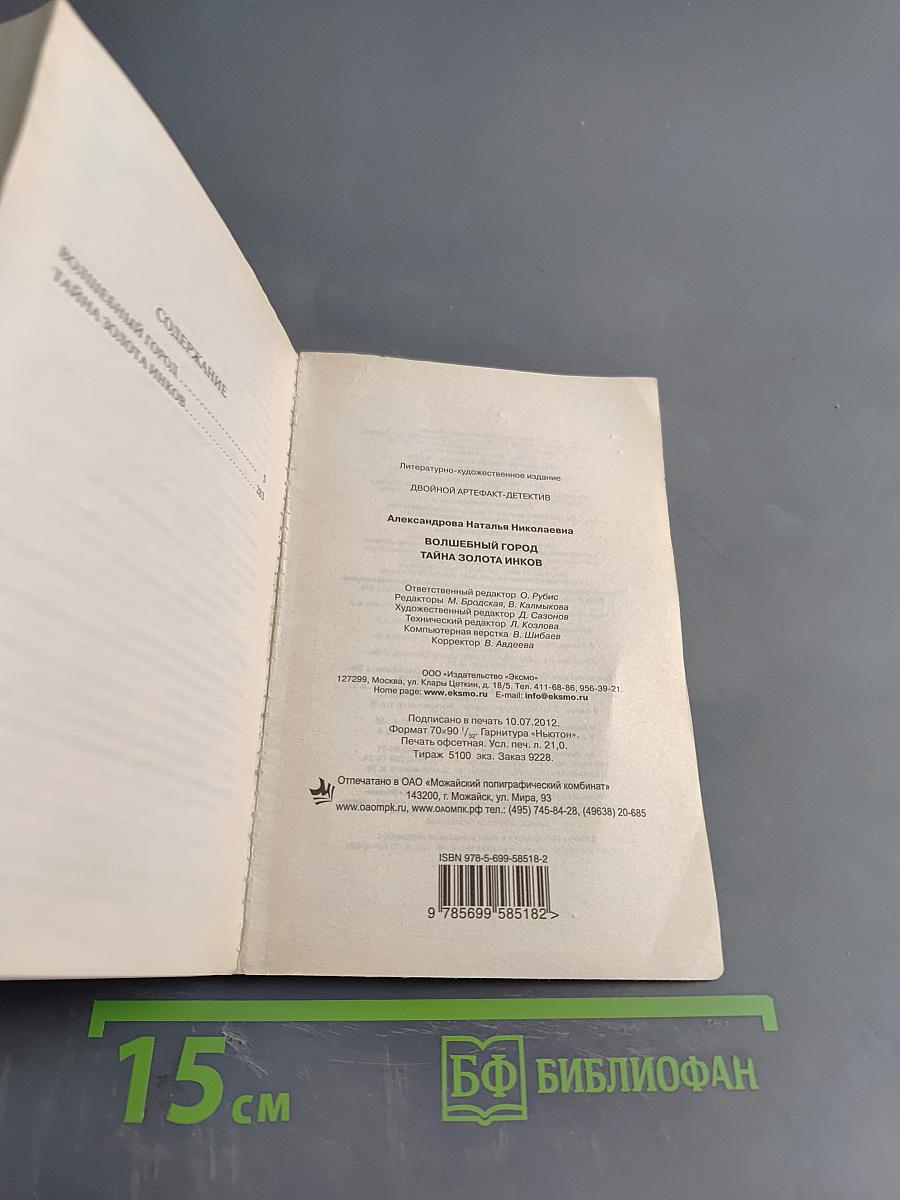 СОДЕРЖАНИЕ
ВОЛШЕБНЫЙ ГОРОД ........ 5
ТАЙНА ЗОЛОТА ИНКОВ ........ 283
Литературно-художественное издание
ДВОЙНОЙ АРТЕФАКТ-ДЕТЕКТИВ
Александрова Наталья Николаевна
ВОЛШЕБНЫЙ ГОРОД
ТАЙНА ЗОЛОТА ИНКОВ
Ответственный редактор О. Рубис
Редакторы М. Бродская, В. Калмыкова
Художественный редактор Д. Сазонов
Технический редактор Л. Козлова
Компьютерная верстка В. Шибаев
Корректор В. Авдеева
ООО «Издательство «Эксмо»
127299, Москва, ул. Клары Цеткин, д. 18/5. Тел. 411-68-86, 956-39-21.
Home page: www.eksmo.ru E-mail: info@eksmo.ru
Подписано в печать 10.07.2012.
Формат 70×90 1/32. Гарнитура «Ньютон».
Печать офсетная. Усл. печ. л. 21,0.
Тираж 5100 экз. Заказ 9228.
Отпечатано в ОАО «Можайский полиграфический комбинат»
143200, г. Можайск, ул. Мира, 93
www.oaompk.ru, www.оаомпк.рф тел.: (495) 745-84-28, (49638) 20-685
ISBN 978-5-699-58518-2
9 785699 585182 >
15 см
БФ БИБЛИОФАН